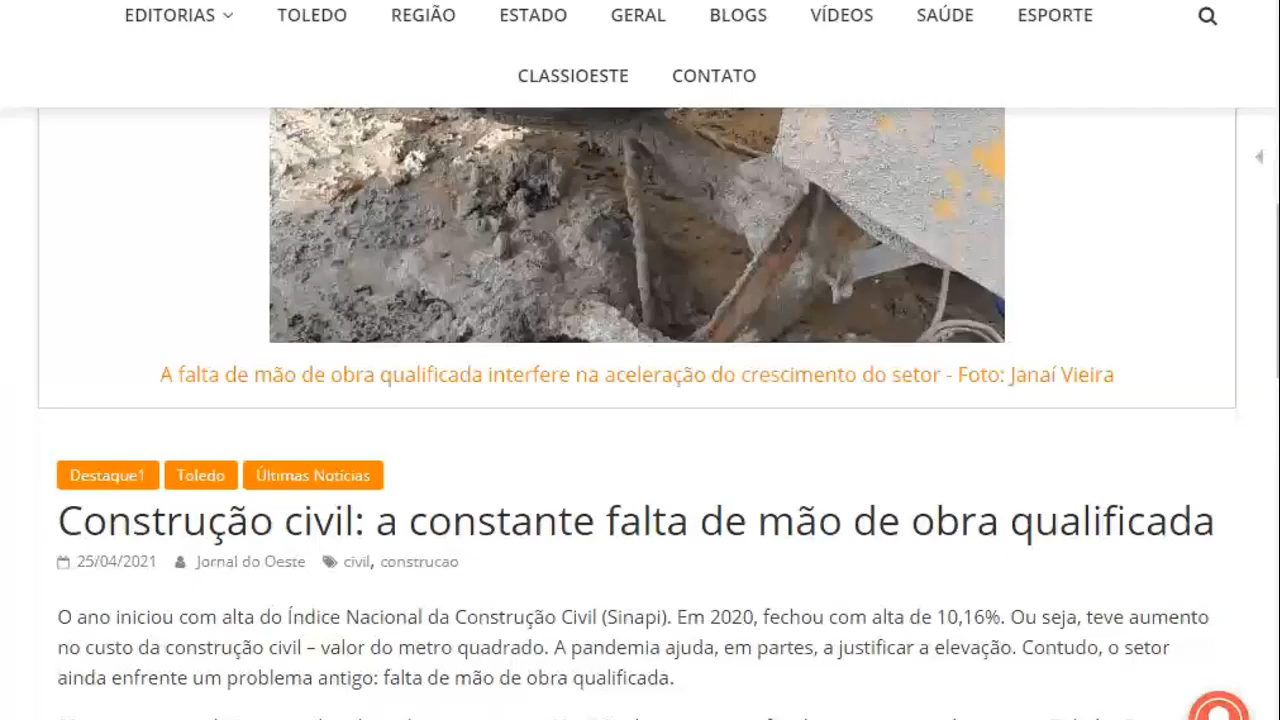 EDITORIAS TOLEDO REGIÃO ESTADO GERAL BLOGS VÍDEOS SAÚDE ESPORTE
CLASSIOESTE CONTATO
A falta de mão de obra qualificada interfere na aceleração do crescimento do setor - Foto: Janaí Vieira
Destaque1 Toledo Últimas Notícias
Construção civil: a constante falta de mão de obra qualificada
25/04/2021 Jornal do Oeste civil, construcao
O ano iniciou com alta do Índice Nacional da Construção Civil (Sinapi). Em 2020, fechou com alta de 10,16%. Ou seja, teve aumento
no custo da construção civil – valor do metro quadrado. A pandemia ajuda, em partes, a justificar a elevação. Contudo, o setor
ainda enfrente um problema antigo: falta de mão de obra qualificada.